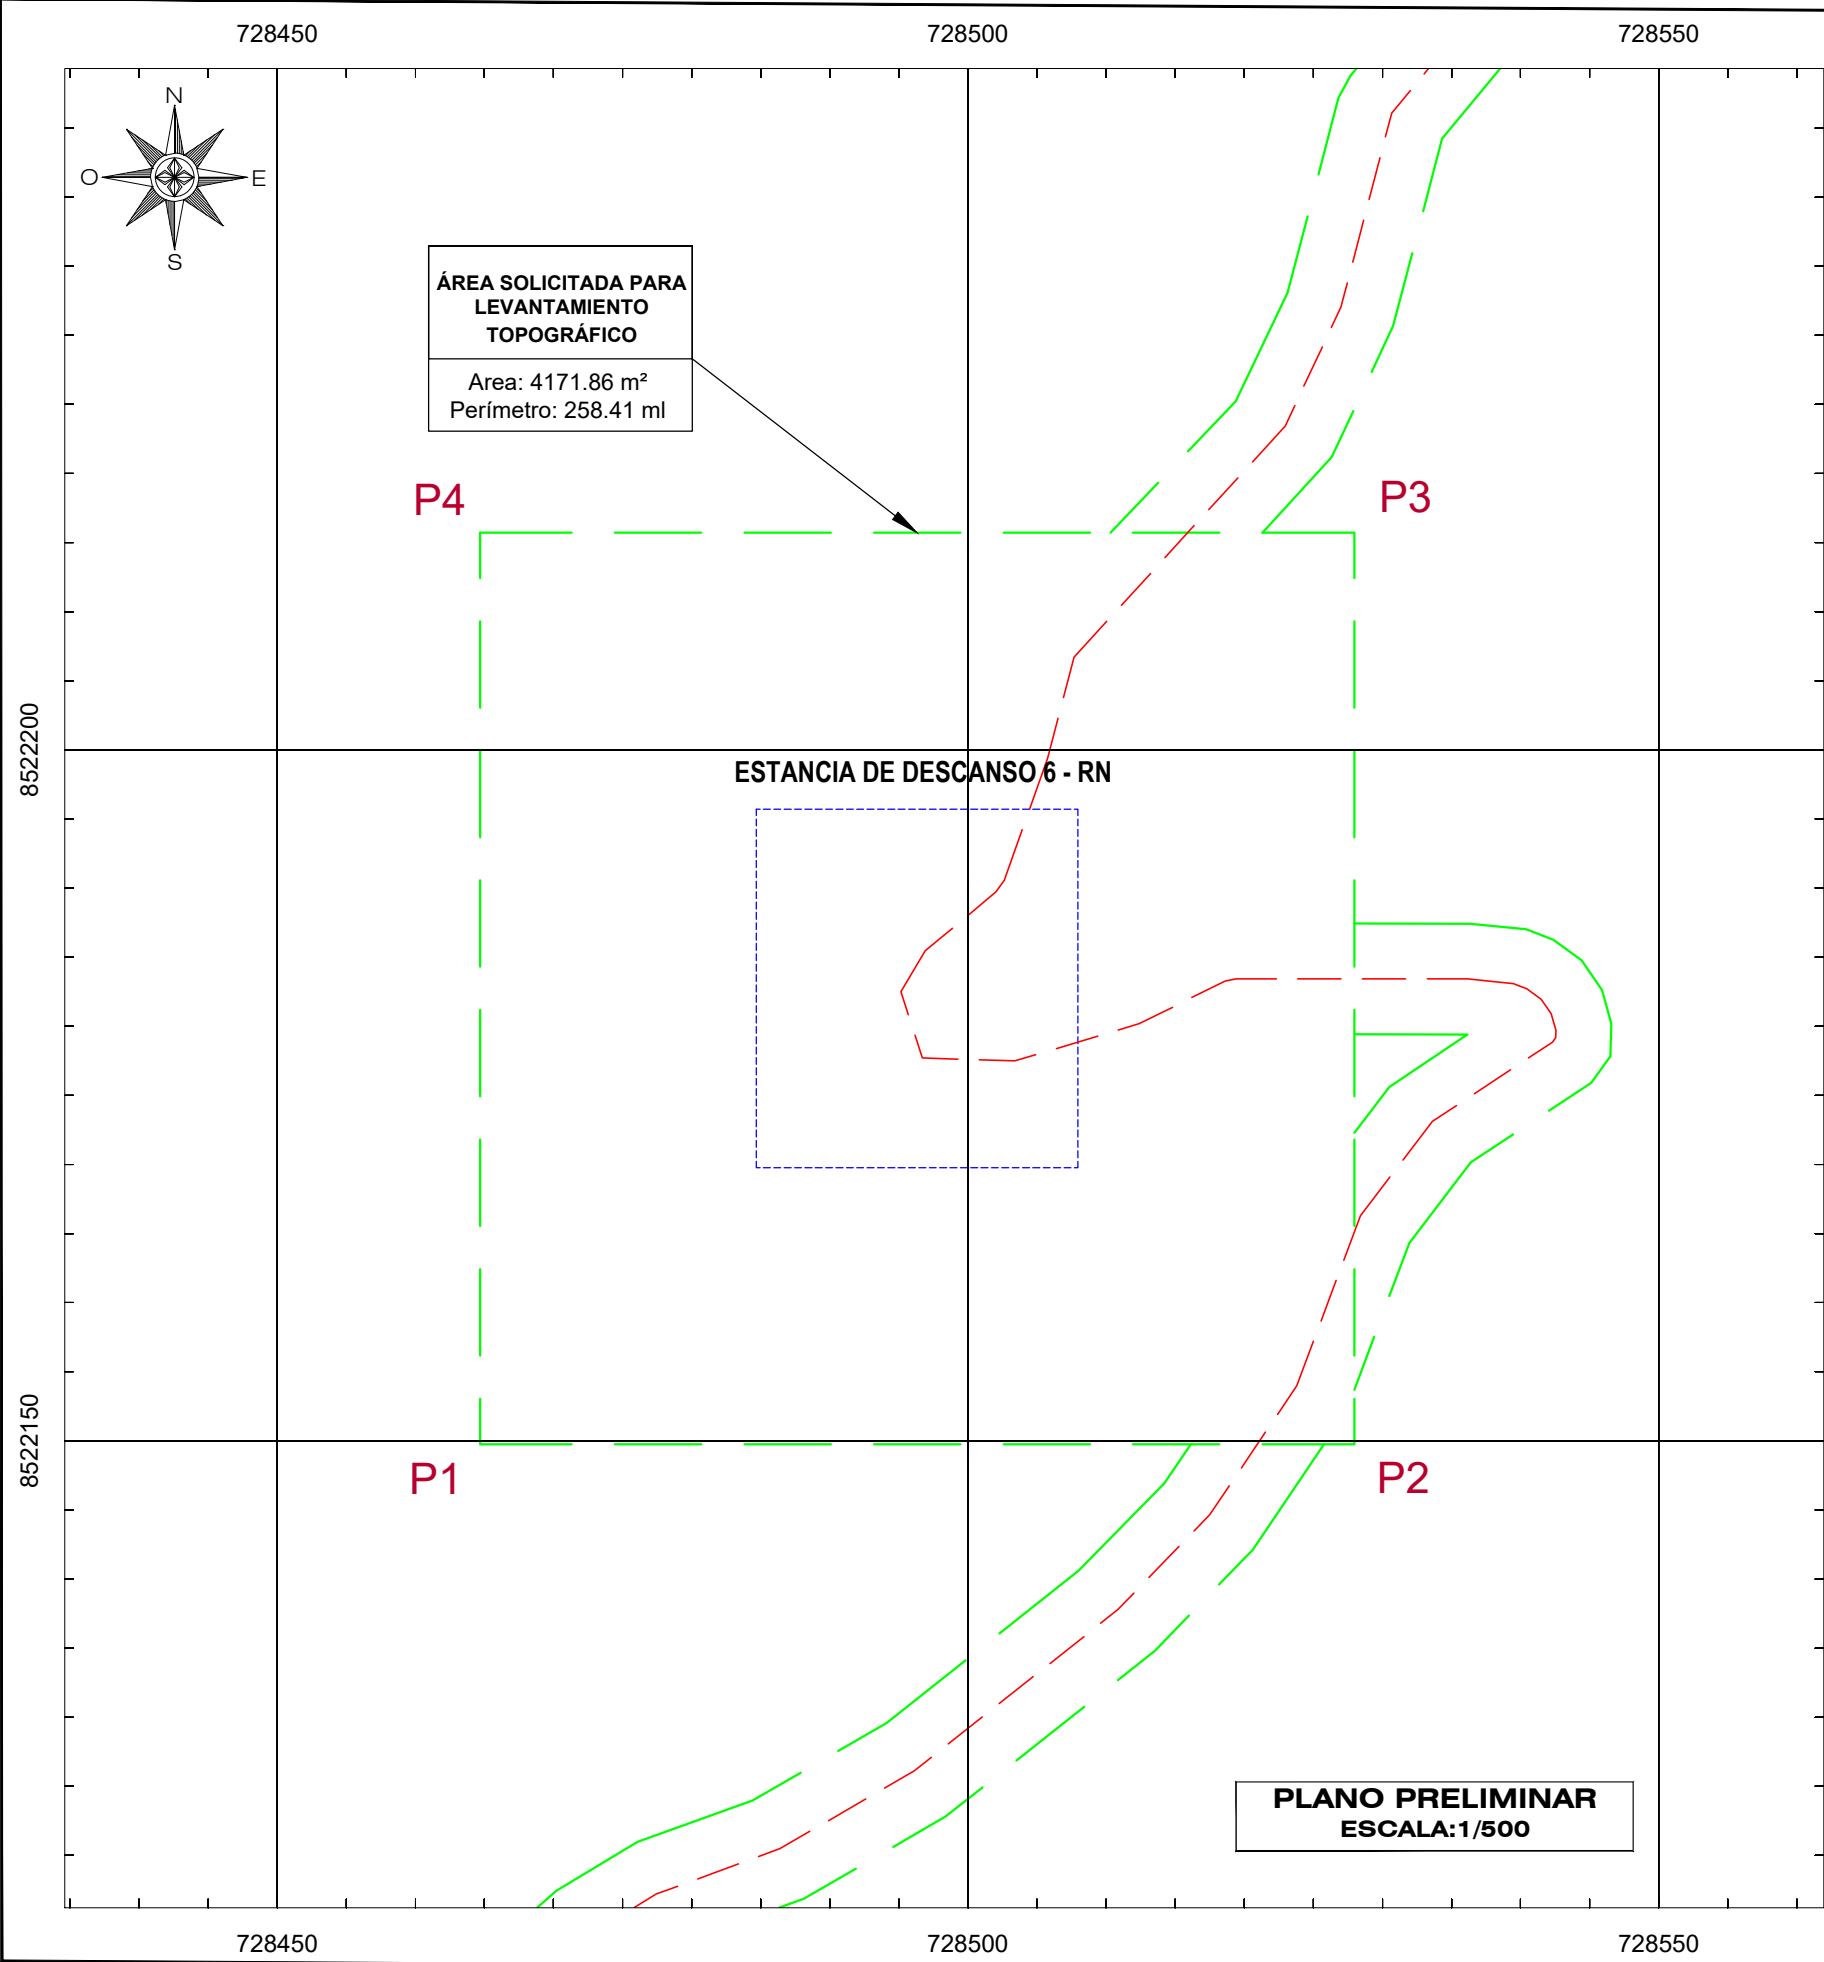 728450
728500
728550
N
O
E
S
ÁREA SOLICITADA PARA
LEVANTAMIENTO
TOPOGRÁFICO
Area: 4171.86 m²
Perímetro: 258.41 ml
P4
P3
8522200
ESTANCIA DE DESCANSO 6 - RN
8522150
P1
P2
PLANO PRELIMINAR
ESCALA:1/500
728450
728500
728550